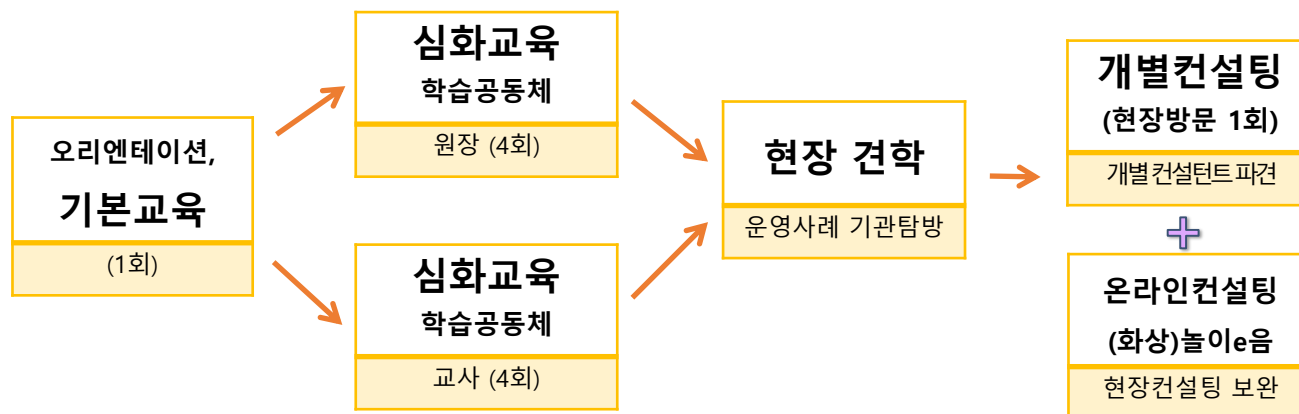 오리엔테이션,
기본교육
(1회)
심화교육
학습공동체
원장 (4회)
심화교육
학습공동체
교사 (4회)
현장 견학
운영사례 기관탐방
개별컨설팅
(현장방문 1회)
개별 컨설턴트 파견
온라인컨설팅
(화상)놀이e음
현장컨설팅 보완